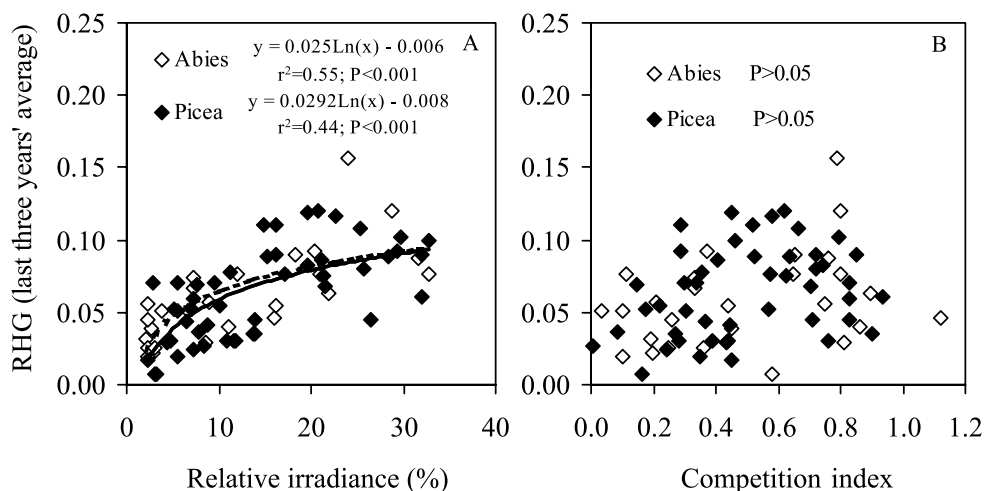 RHG (last three years' average)
0.25
0.20
0.15
0.10
0.05
0.00
A
Abies
y = 0.025Ln(x) - 0.006
r²=0.55; P<0.001
Picea
y = 0.0292Ln(x) - 0.008
r²=0.44; P<0.001
0 10 20 30 40
Relative irradiance (%)
0.25
0.20
0.15
0.10
0.05
0.00
B
Abies P>0.05
Picea P>0.05
0.0 0.2 0.4 0.6 0.8 1.0 1.2
Competition index